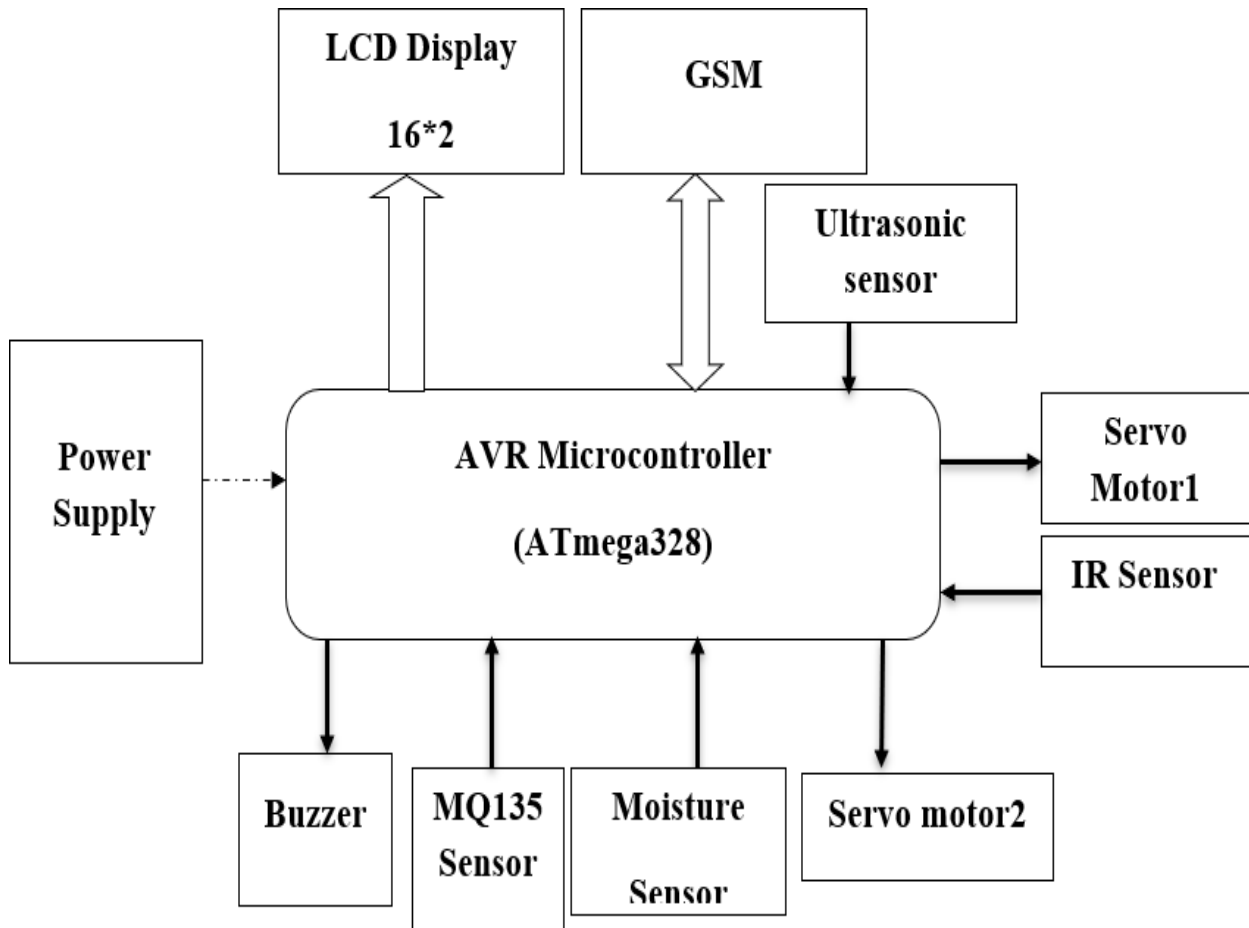 LCD Display
16*2
GSM
Ultrasonic
sensor
Power
Supply
AVR Microcontroller
(ATmega328)
Servo
Motor1
IR Sensor
Buzzer
MQ135
Sensor
Moisture
Sensor
Servo motor2